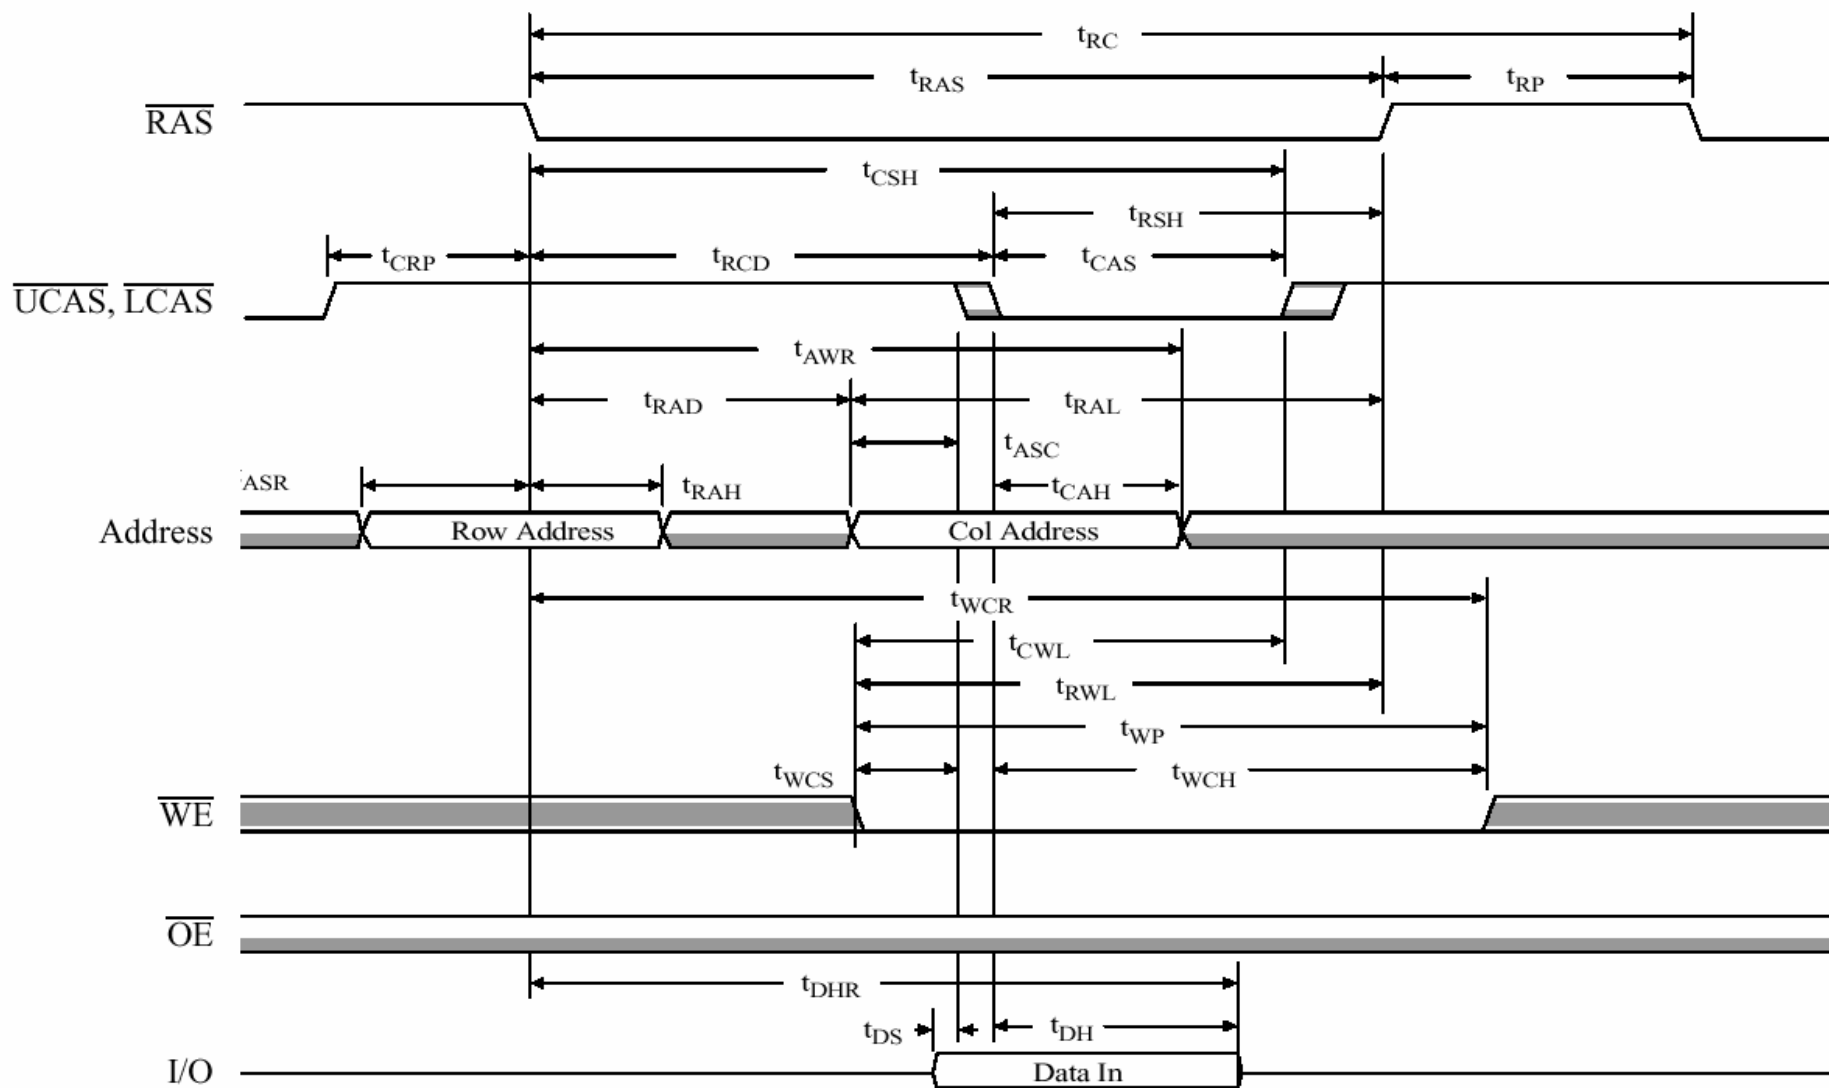 tRC
tRAS tRP
RAS
tCSH
tRSH
tCRP tRCD tCAS
UCAS, LCAS
tAWR
tRAD tRAL
tASC
ASR tRAH tCAH
Address Row Address Col Address
tWCR
tCWL
tRWL
tWP
tWCS tWCH
WE
OE
tDHR
tDS tDH
I/O Data In